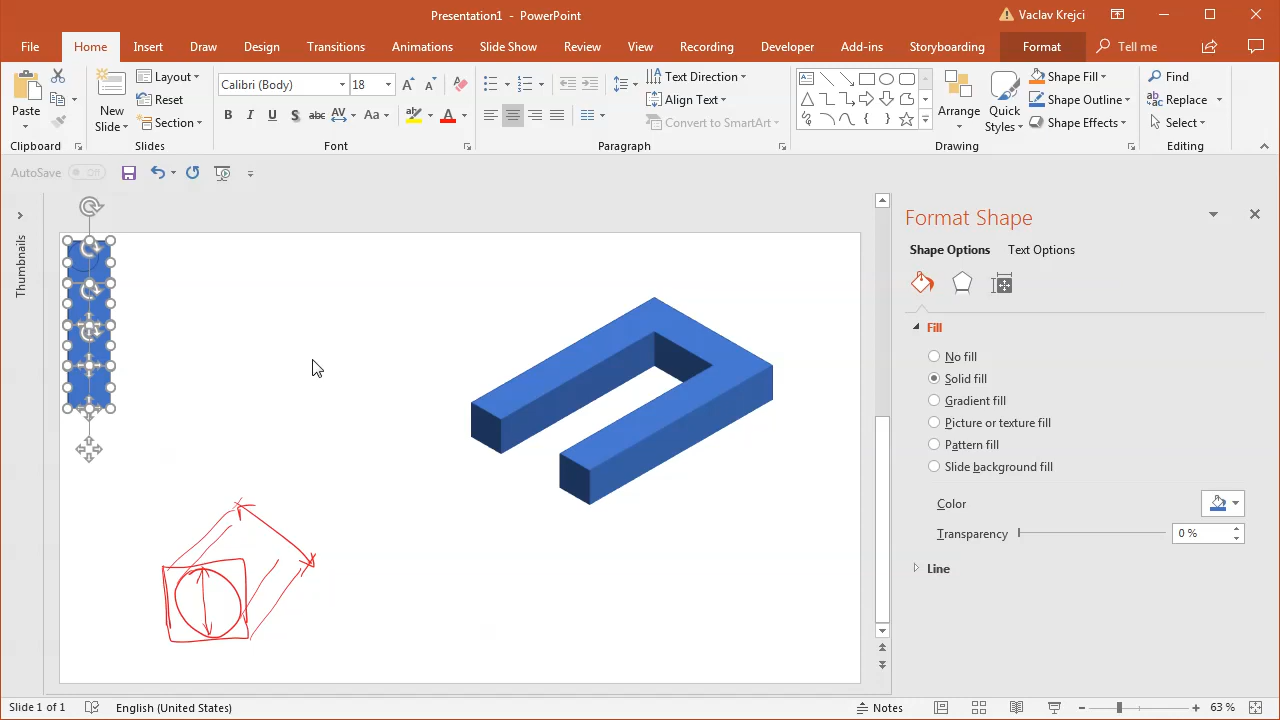 Presentation1 - PowerPoint
Vaclav Krejci
File Home Insert Draw Design Transitions Animations Slide Show Review View Recording Developer Add-ins Storyboarding Format Tell me
Paste
New
Slide
Layout
Reset
Section
Calibri (Body) 18
B I U S abc AV Aa A
Text Direction
Align Text
Convert to SmartArt
Arrange
Quick
Styles
Shape Fill
Shape Outline
Shape Effects
Find
Replace
Select
Clipboard Slides Font Paragraph Drawing Editing
AutoSave Off
Thumbnails
Format Shape
Shape Options Text Options
Fill
No fill
Solid fill
Gradient fill
Picture or texture fill
Pattern fill
Slide background fill
Color
Transparency 0 %
Line
Slide 1 of 1 English (United States) Notes 63 %